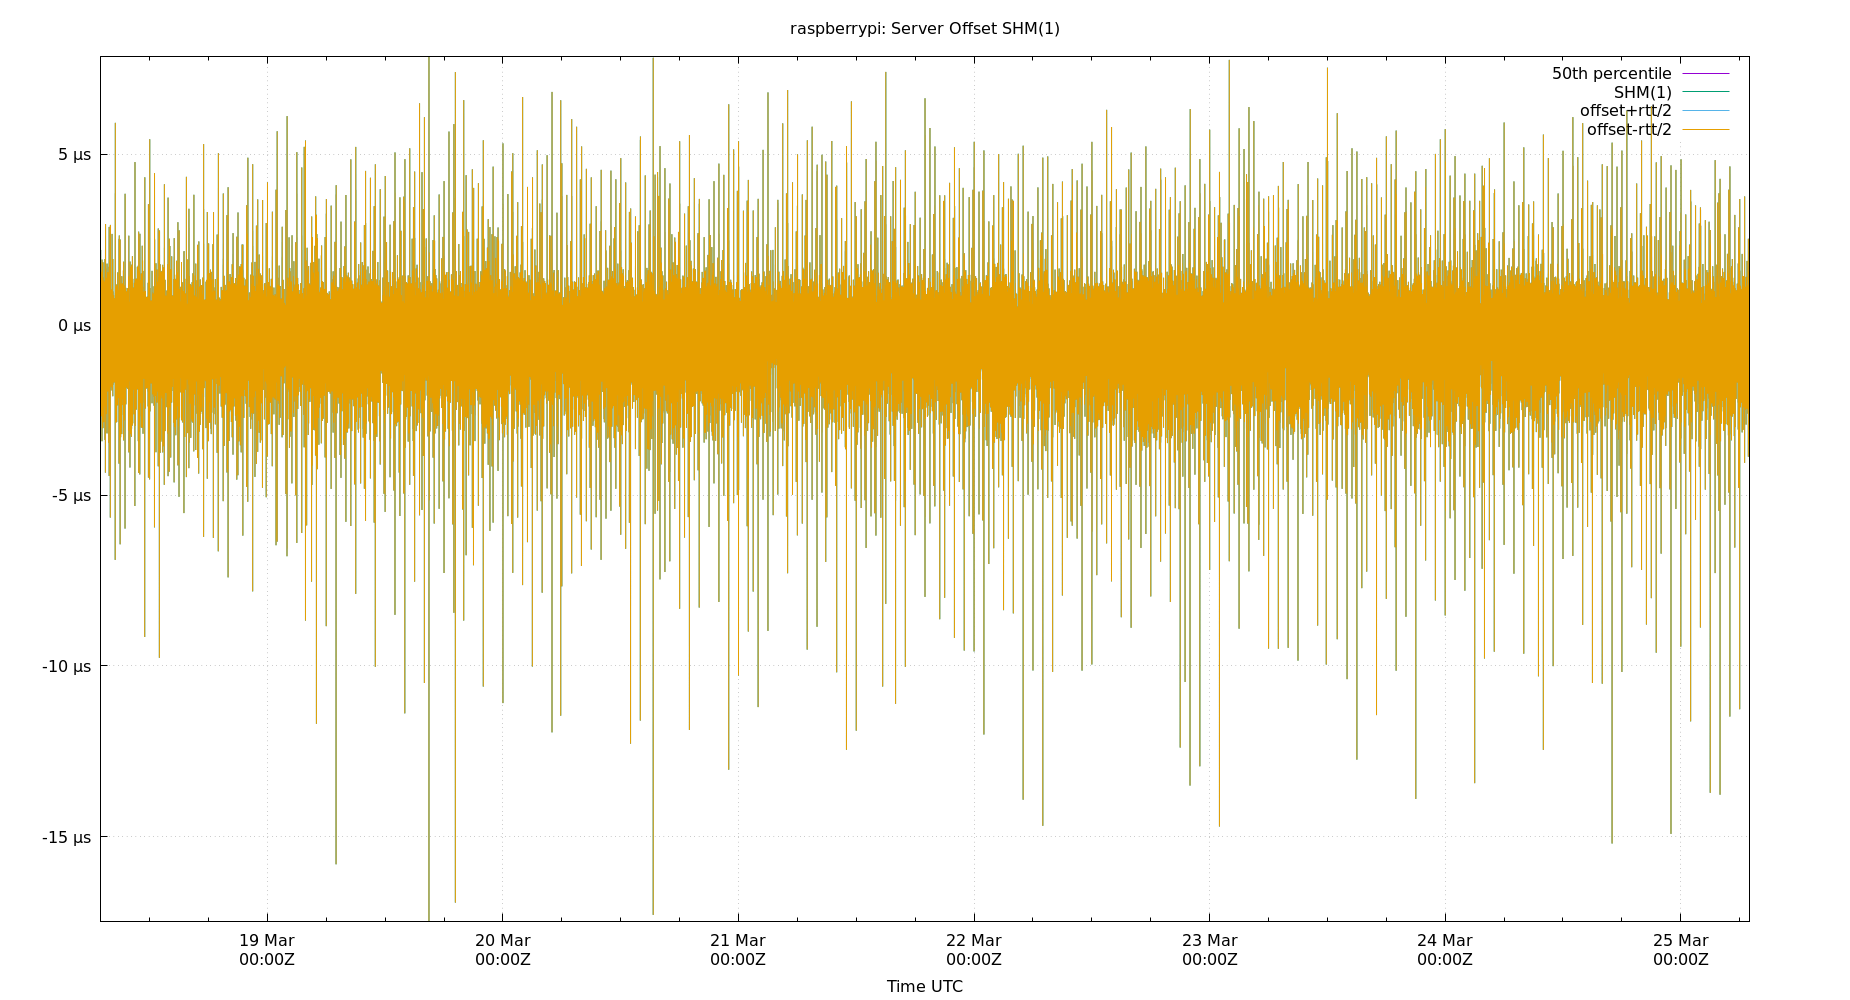 raspberrypi: Server Offset SHM(1)
50th percentile
SHM(1)
offset+rtt/2
offset-rtt/2
5 µs
0 µs
-5 µs
-10 µs
-15 µs
19 Mar 20 Mar 21 Mar 22 Mar 23 Mar 24 Mar 25 Mar
00:00Z 00:00Z 00:00Z 00:00Z 00:00Z 00:00Z 00:00Z
Time UTC